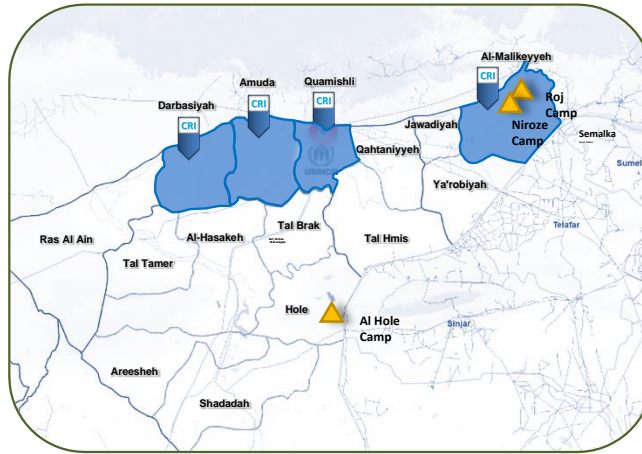 Al-Malikeyyeh
Amuda
Quamishli
CRI
CRI
CRI
CRI
Darbasiyah
Roj
Camp
Niroze
Camp
Jawadiyah
Semalka
Qahtaniyyeh
UNHCR
Sumel
Ya'robiyah
Ras Al Ain
Al-Hasakeh
Tal Brak
Tal Hmis
Telafar
Tal Tamer
Hole
Al Hole
Camp
Sinjar
Areesheh
Shadadah